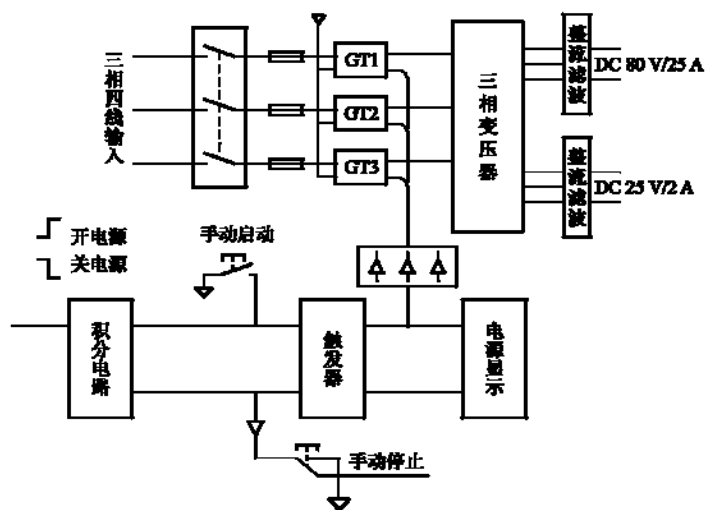 三相四线输入
GT1
GT2
GT3
三相变压器
整流滤波
DC 80 V/25 A
整流滤波
DC 25 V/2 A
开电源
关电源
手动启动
积分电路
触发器
电源显示
手动停止